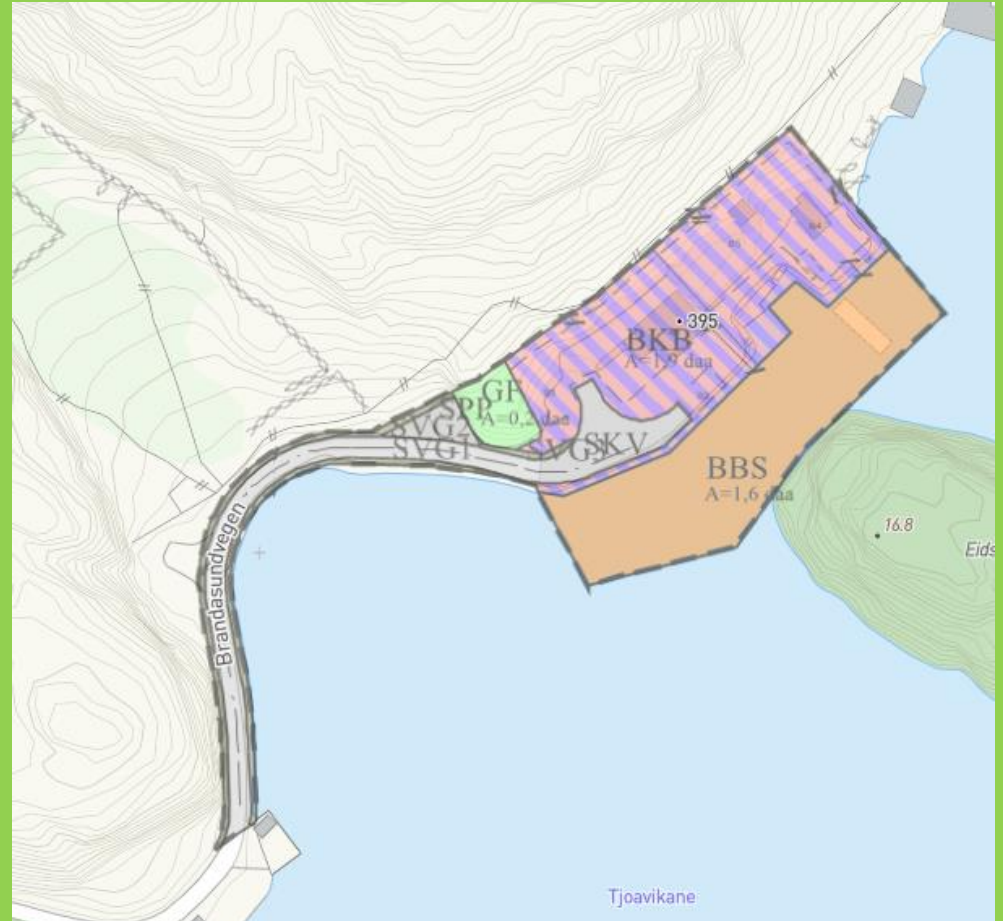 395
BKB
A=1,9 daa
GF
A=0,2 daa
SPP
SVG2
SVG1
SKV
BBS
A=1,6 daa
16.8
Eids
Brandasundvegen
Tjoavikane